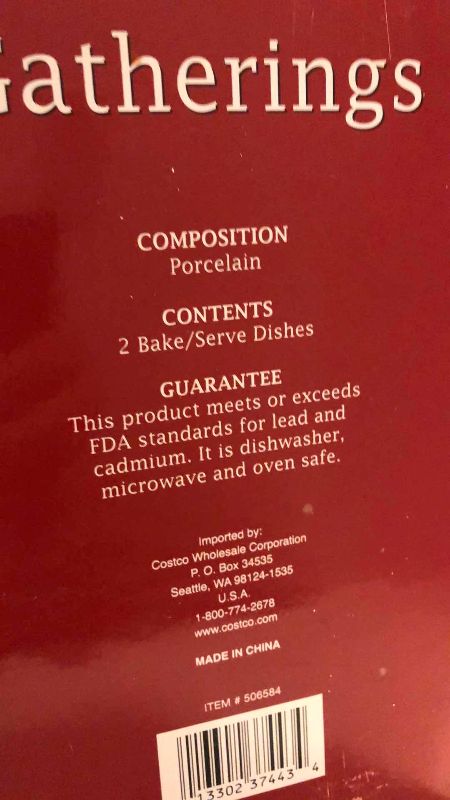 Gatherings
COMPOSITION
Porcelain
CONTENTS
2 Bake/Serve Dishes
GUARANTEE
This product meets or exceeds
FDA standards for lead and
cadmium. It is dishwasher,
microwave and oven safe.
Imported by:
Costco Wholesale Corporation
P. O. Box 34535
Seattle, WA 98124-1535
U.S.A.
1-800-774-2678
www.costco.com
MADE IN CHINA
ITEM # 506584
13302 37443 4